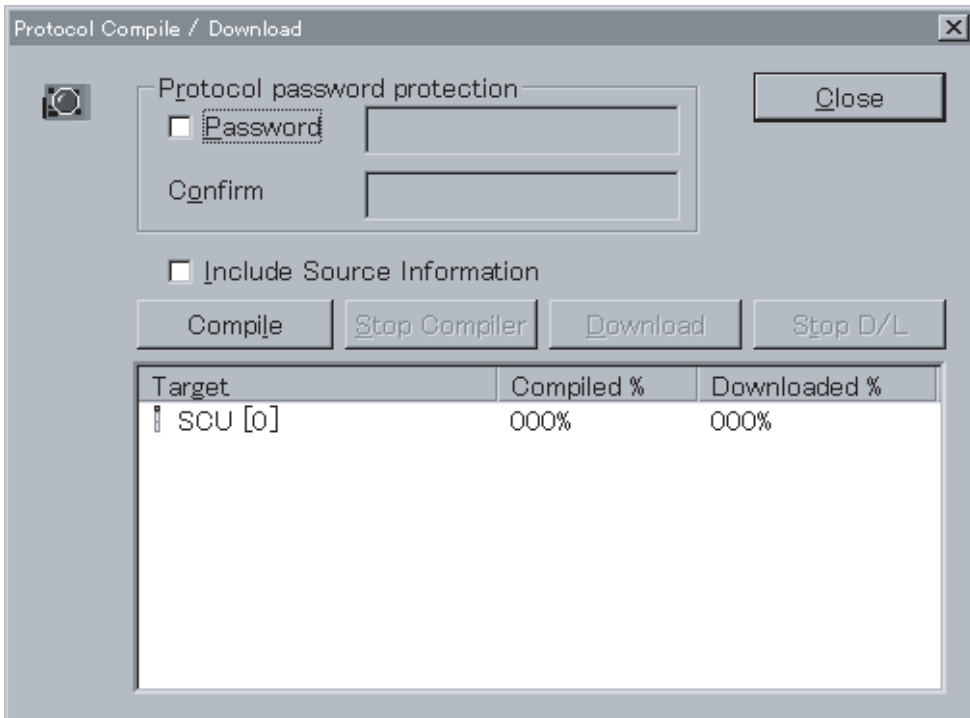 Protocol Compile / Download
Protocol password protection
Close
Password
Confirm
Include Source Information
Compile Stop Compiler Download Stop D/L
Target Compiled % Downloaded %
SCU [0] 000% 000%